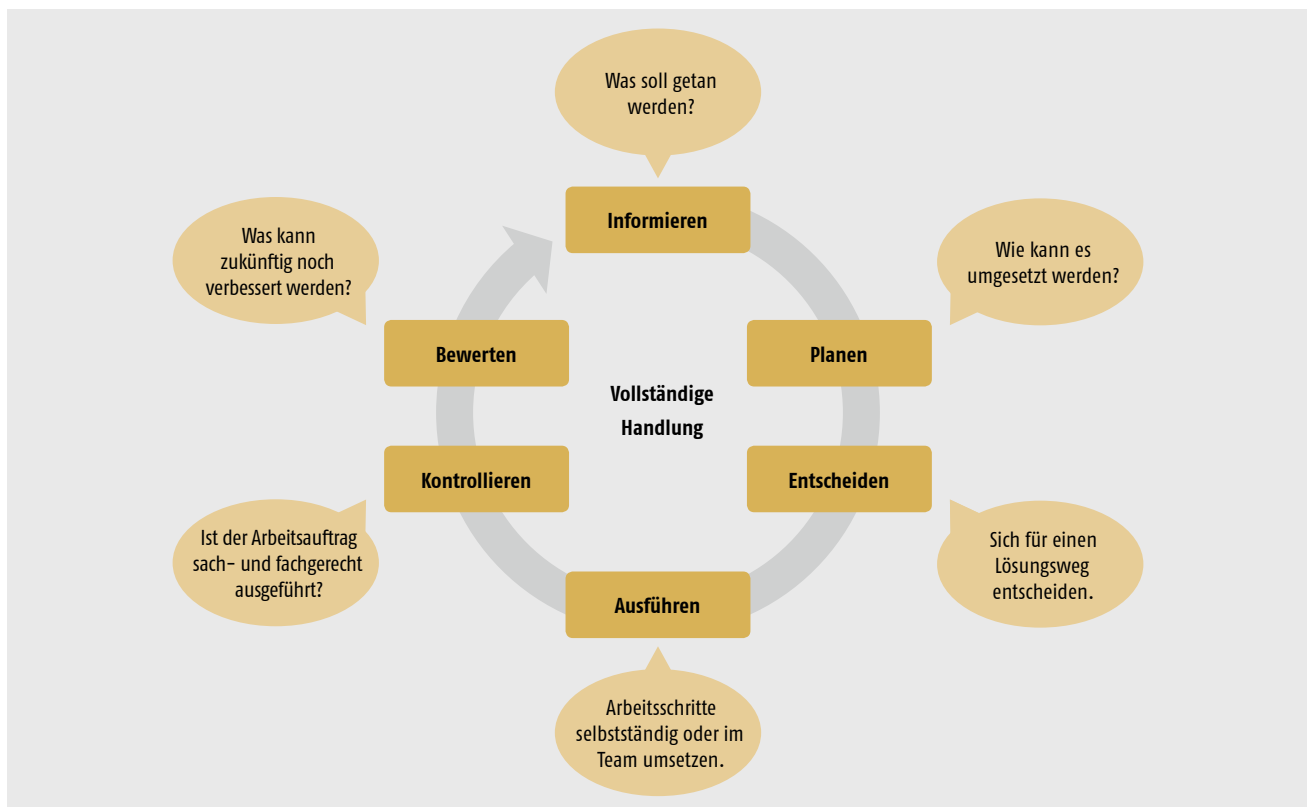 Was soll getan
werden?
Informieren
Wie kann es
umgesetzt werden?
Planen
Entscheiden
Sich für einen
Lösungsweg
entscheiden.
Ausführen
Arbeitsschritte
selbstständig oder im
Team umsetzen.
Kontrollieren
Ist der Arbeitsauftrag
sach- und fachgerecht
ausgeführt?
Bewerten
Was kann
zukünftig noch
verbessert werden?
Vollständige
Handlung